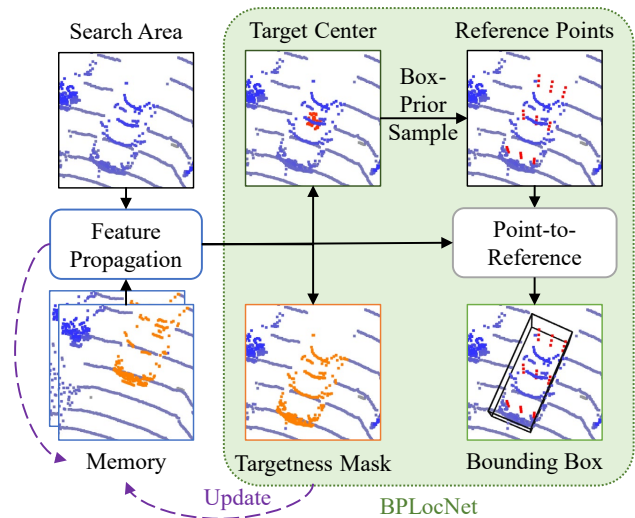 Search Area
Target Center
Reference Points
Box-
Prior
Sample
Feature
Propagation
Point-to-
Reference
Memory
Targetness Mask
Bounding Box
Update
BPLocNet